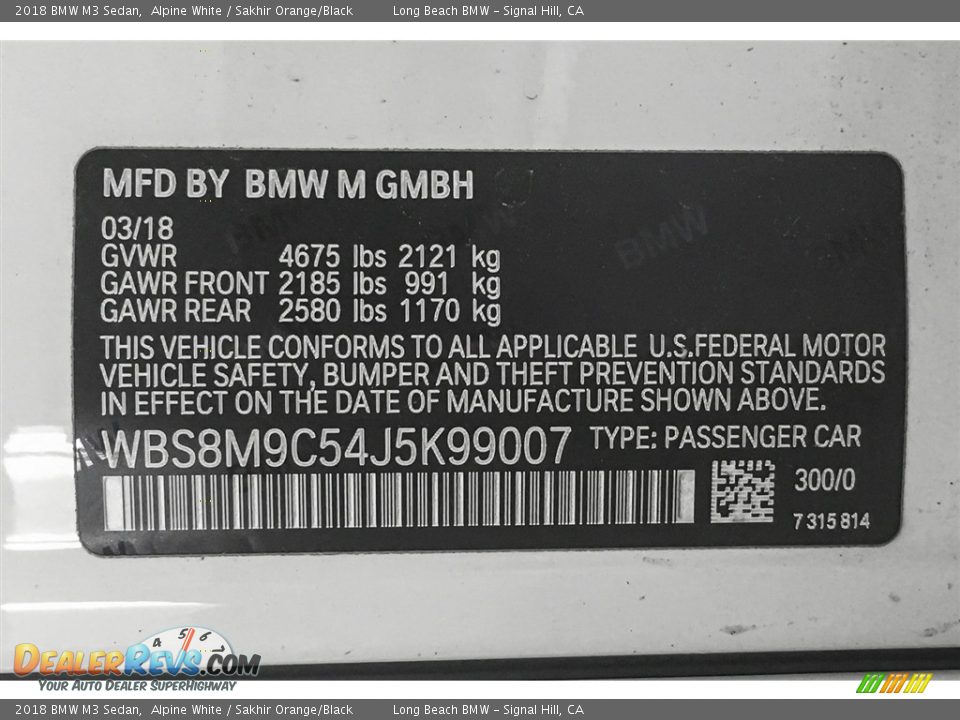 2018 BMW M3 Sedan, Alpine White / Sakhir Orange/Black Long Beach BMW - Signal Hill, CA
MFD BY BMW M GMBH
03/18
GVWR 4675 lbs 2121 kg
GAWR FRONT 2185 lbs 991 kg
GAWR REAR 2580 lbs 1170 kg
THIS VEHICLE CONFORMS TO ALL APPLICABLE U.S.FEDERAL MOTOR
VEHICLE SAFETY, BUMPER AND THEFT PREVENTION STANDARDS
IN EFFECT ON THE DATE OF MANUFACTURE SHOWN ABOVE.
WBS8M9C54J5K99007 TYPE: PASSENGER CAR
300/0
7 315 814
4 5 6 7
DEALERREVS.COM
YOUR AUTO DEALER SUPERHIGHWAY
2018 BMW M3 Sedan, Alpine White / Sakhir Orange/Black Long Beach BMW - Signal Hill, CA